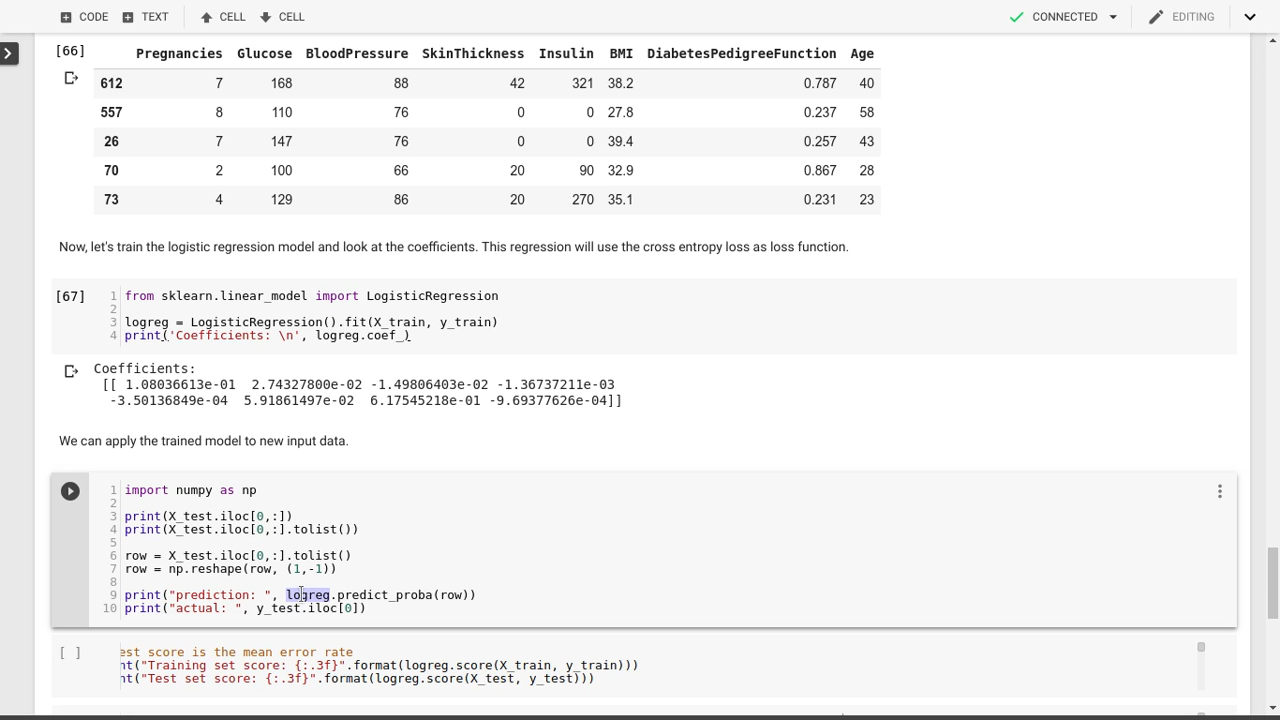 CODE TEXT CELL CELL CONNECTED EDITING
[66] Pregnancies Glucose BloodPressure SkinThickness Insulin BMI DiabetesPedigreeFunction Age
612 7 168 88 42 321 38.2 0.787 40
557 8 110 76 0 0 27.8 0.237 58
26 7 147 76 0 0 39.4 0.257 43
70 2 100 66 20 90 32.9 0.867 28
73 4 129 86 20 270 35.1 0.231 23
Now, let's train the logistic regression model and look at the coefficients. This regression will use the cross entropy loss as loss function.
[67] 1 from sklearn.linear_model import LogisticRegression
2
3 logreg = LogisticRegression().fit(X_train, y_train)
4 print('Coefficients: \n', logreg.coef_)
Coefficients:
[[ 1.08036613e-01 2.74327800e-02 -1.49806403e-02 -1.36737211e-03
-3.50136849e-04 5.91861497e-02 6.17545218e-01 -9.69377626e-04]]
We can apply the trained model to new input data.
1 import numpy as np
2
3 print(X_test.iloc[0,:])
4 print(X_test.iloc[0,:].tolist())
5
6 row = X_test.iloc[0,:].tolist()
7 row = np.reshape(row, (1,-1))
8
9 print("prediction: ", logreg.predict_proba(row))
10 print("actual: ", y_test.iloc[0])
[ ] est score is the mean error rate
nt("Training set score: {:.3f}".format(logreg.score(X_train, y_train)))
nt("Test set score: {:.3f}".format(logreg.score(X_test, y_test)))